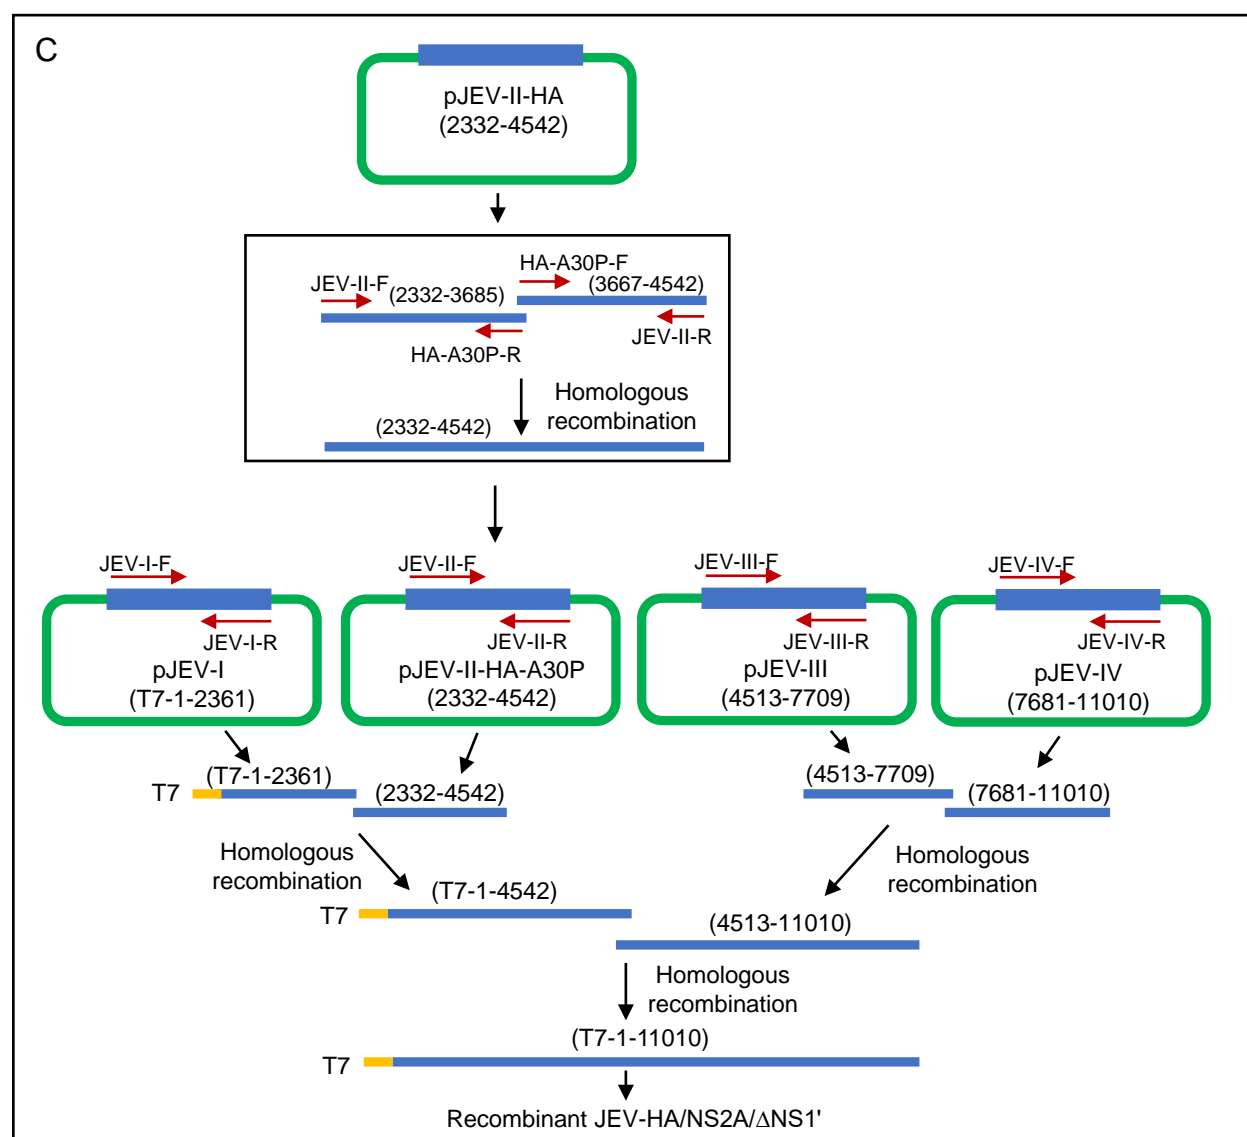 C
pJEV-II-HA
(2332-4542)
HA-A30P-F
JEV-II-F
(2332-3685)
(3667-4542)
HA-A30P-R
JEV-II-R
Homologous
recombination
(2332-4542)
JEV-I-F
JEV-II-F
JEV-III-F
JEV-IV-F
JEV-I-R
JEV-II-R
JEV-III-R
JEV-IV-R
pJEV-I
(T7-1-2361)
pJEV-II-HA-A30P
(2332-4542)
pJEV-III
(4513-7709)
pJEV-IV
(7681-11010)
(T7-1-2361)
T7
(2332-4542)
(4513-7709)
(7681-11010)
Homologous
recombination
Homologous
recombination
(T7-1-4542)
T7
(4513-11010)
Homologous
recombination
(T7-1-11010)
T7
Recombinant JEV-HA/NS2A/ΔNS1'